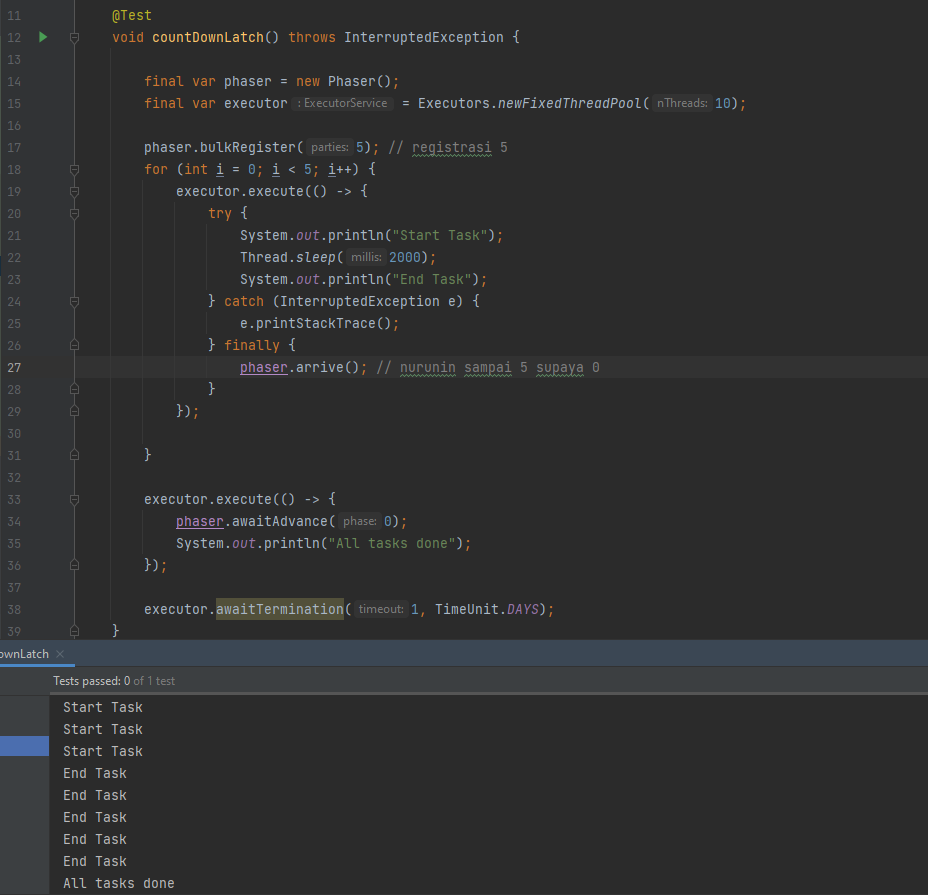 11 @Test
12 void countDownLatch() throws InterruptedException {
13
14 final var phaser = new Phaser();
15 final var executor : ExecutorService = Executors.newFixedThreadPool( nThreads: 10);
16
17 phaser.bulkRegister( parties: 5); // registrasi 5
18 for (int i = 0; i < 5; i++) {
19 executor.execute(() -> {
20 try {
21 System.out.println("Start Task");
22 Thread.sleep( millis: 2000);
23 System.out.println("End Task");
24 } catch (InterruptedException e) {
25 e.printStackTrace();
26 } finally {
27 phaser.arrive(); // nurunin sampai 5 supaya 0
28 }
29 });
30
31 }
32
33 executor.execute(() -> {
34 phaser.awaitAdvance( phase: 0);
35 System.out.println("All tasks done");
36 });
37
38 executor.awaitTermination( timeout: 1, TimeUnit.DAYS);
39 }
ownLatch ×
Tests passed: 0 of 1 test
Start Task
Start Task
Start Task
End Task
End Task
End Task
End Task
End Task
All tasks done